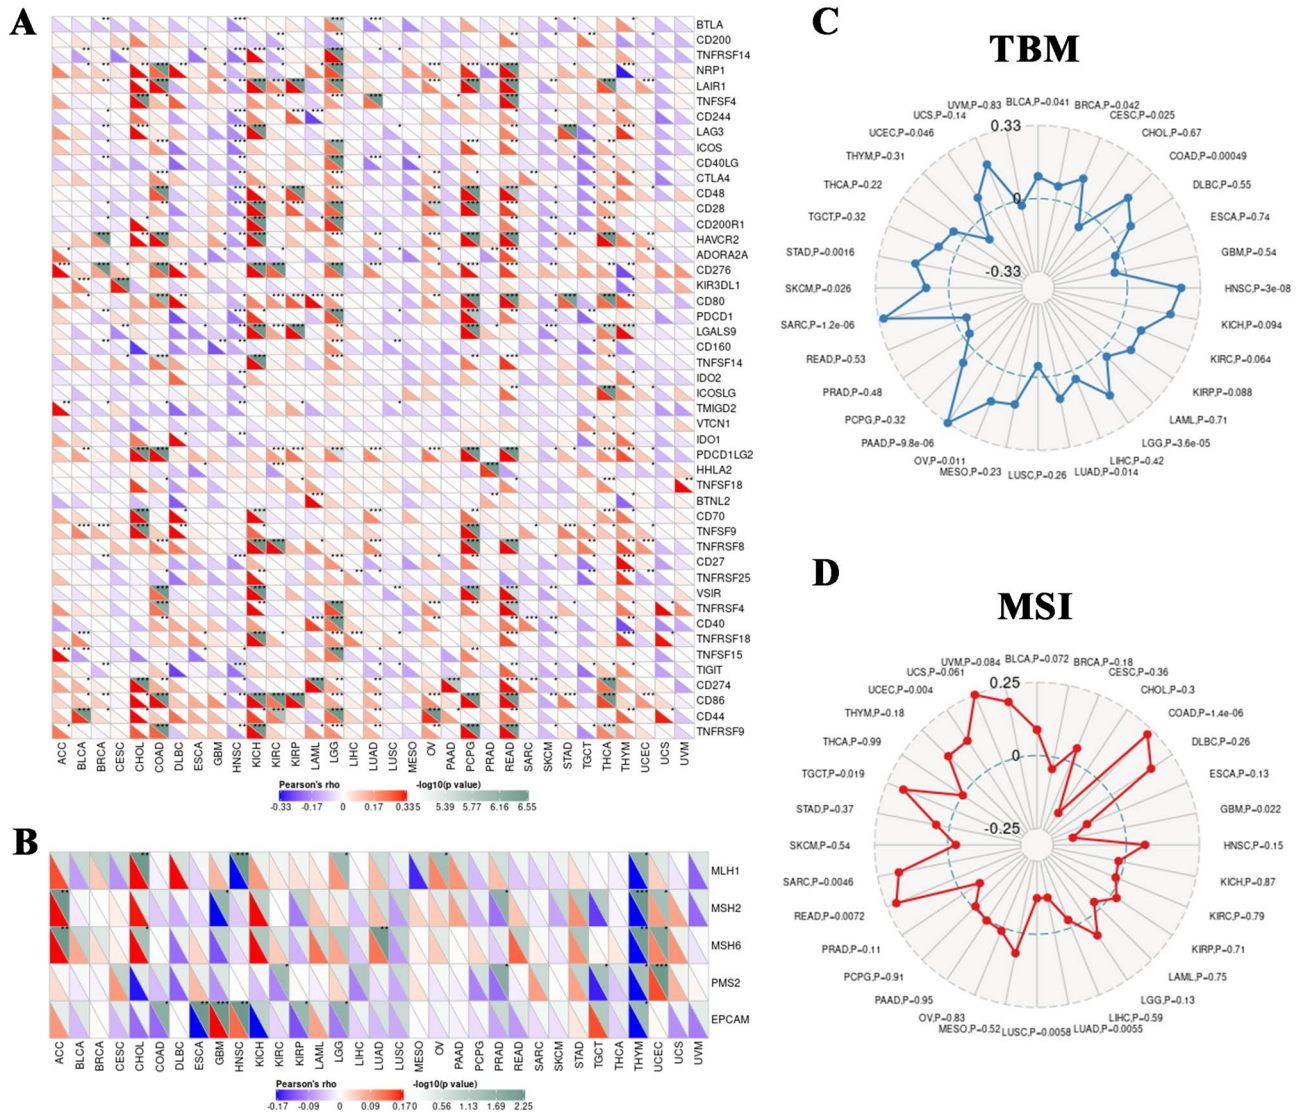 A
BTLA
CD200
TNFRSF14
NRP1
LAIR1
TNFSF4
CD244
LAG3
ICOS
CD40LG
CTLA4
CD48
CD28
CD200R1
HAVCR2
ADORA2A
CD276
KIR3DL1
CD80
PDCD1
LGALS9
CD160
TNFSF14
IDO2
ICOSLG
TMIGD2
VTCN1
IDO1
PDCD1LG2
HHLA2
TNFSF18
BTNL2
CD70
TNFSF9
TNFRSF8
CD27
TNFRSF25
VSIR
TNFRSF4
CD40
TNFRSF18
TNFSF15
TIGIT
CD274
CD86
CD44
TNFRSF9
ACC
BLCA
BRCA
CESC
CHOL
COAD
DLBC
ESCA
GBM
HNSC
KICH
KIRC
KIRP
LAML
LGG
LIHC
LUAD
LUSC
MESO
OV
PAAD
PCPG
PRAD
READ
SARC
SKCM
STAD
TGCT
THCA
THYM
UCEC
UCS
UVM
Pearson's rho
-0.33 -0.17 0 0.17 0.335
-log10(p value)
5.39 5.77 6.16 6.55
B
MLH1
MSH2
MSH6
PMS2
EPCAM
ACC
BLCA
BRCA
CESC
CHOL
COAD
DLBC
ESCA
GBM
HNSC
KICH
KIRC
KIRP
LAML
LGG
LIHC
LUAD
LUSC
MESO
OV
PAAD
PCPG
PRAD
READ
SARC
SKCM
STAD
TGCT
THCA
THYM
UCEC
UCS
UVM
Pearson's rho
-0.17 -0.09 0 0.09 0.170
-log10(p value)
0.56 1.13 1.69 2.25
C
TBM
BLCA,P=0.041
BRCA,P=0.042
CESC,P=0.025
CHOL,P=0.67
COAD,P=0.00049
DLBC,P=0.55
ESCA,P=0.74
GBM,P=0.54
HNSC,P=3e-08
KICH,P=0.094
KIRC,P=0.064
KIRP,P=0.088
LAML,P=0.71
LGG,P=3.6e-05
LIHC,P=0.42
LUAD,P=0.014
LUSC,P=0.26
MESO,P=0.23
OV,P=0.011
PAAD,P=9.8e-06
PCPG,P=0.32
PRAD,P=0.48
READ,P=0.53
SARC,P=1.2e-06
SKCM,P=0.026
STAD,P=0.0016
TGCT,P=0.32
THCA,P=0.22
THYM,P=0.31
UCEC,P=0.046
UCS,P=0.14
UVM,P=0.83
0.33
0
-0.33
D
MSI
BLCA,P=0.072
BRCA,P=0.18
CESC,P=0.36
CHOL,P=0.3
COAD,P=1.4e-06
DLBC,P=0.26
ESCA,P=0.13
GBM,P=0.022
HNSC,P=0.15
KICH,P=0.87
KIRC,P=0.79
KIRP,P=0.71
LAML,P=0.75
LGG,P=0.13
LIHC,P=0.59
LUAD,P=0.0055
LUSC,P=0.0058
MESO,P=0.52
OV,P=0.83
PAAD,P=0.95
PCPG,P=0.91
PRAD,P=0.11
READ,P=0.0072
SARC,P=0.0046
SKCM,P=0.54
STAD,P=0.37
TGCT,P=0.019
THCA,P=0.99
THYM,P=0.18
UCEC,P=0.004
UCS,P=0.061
UVM,P=0.084
0.25
0
-0.25